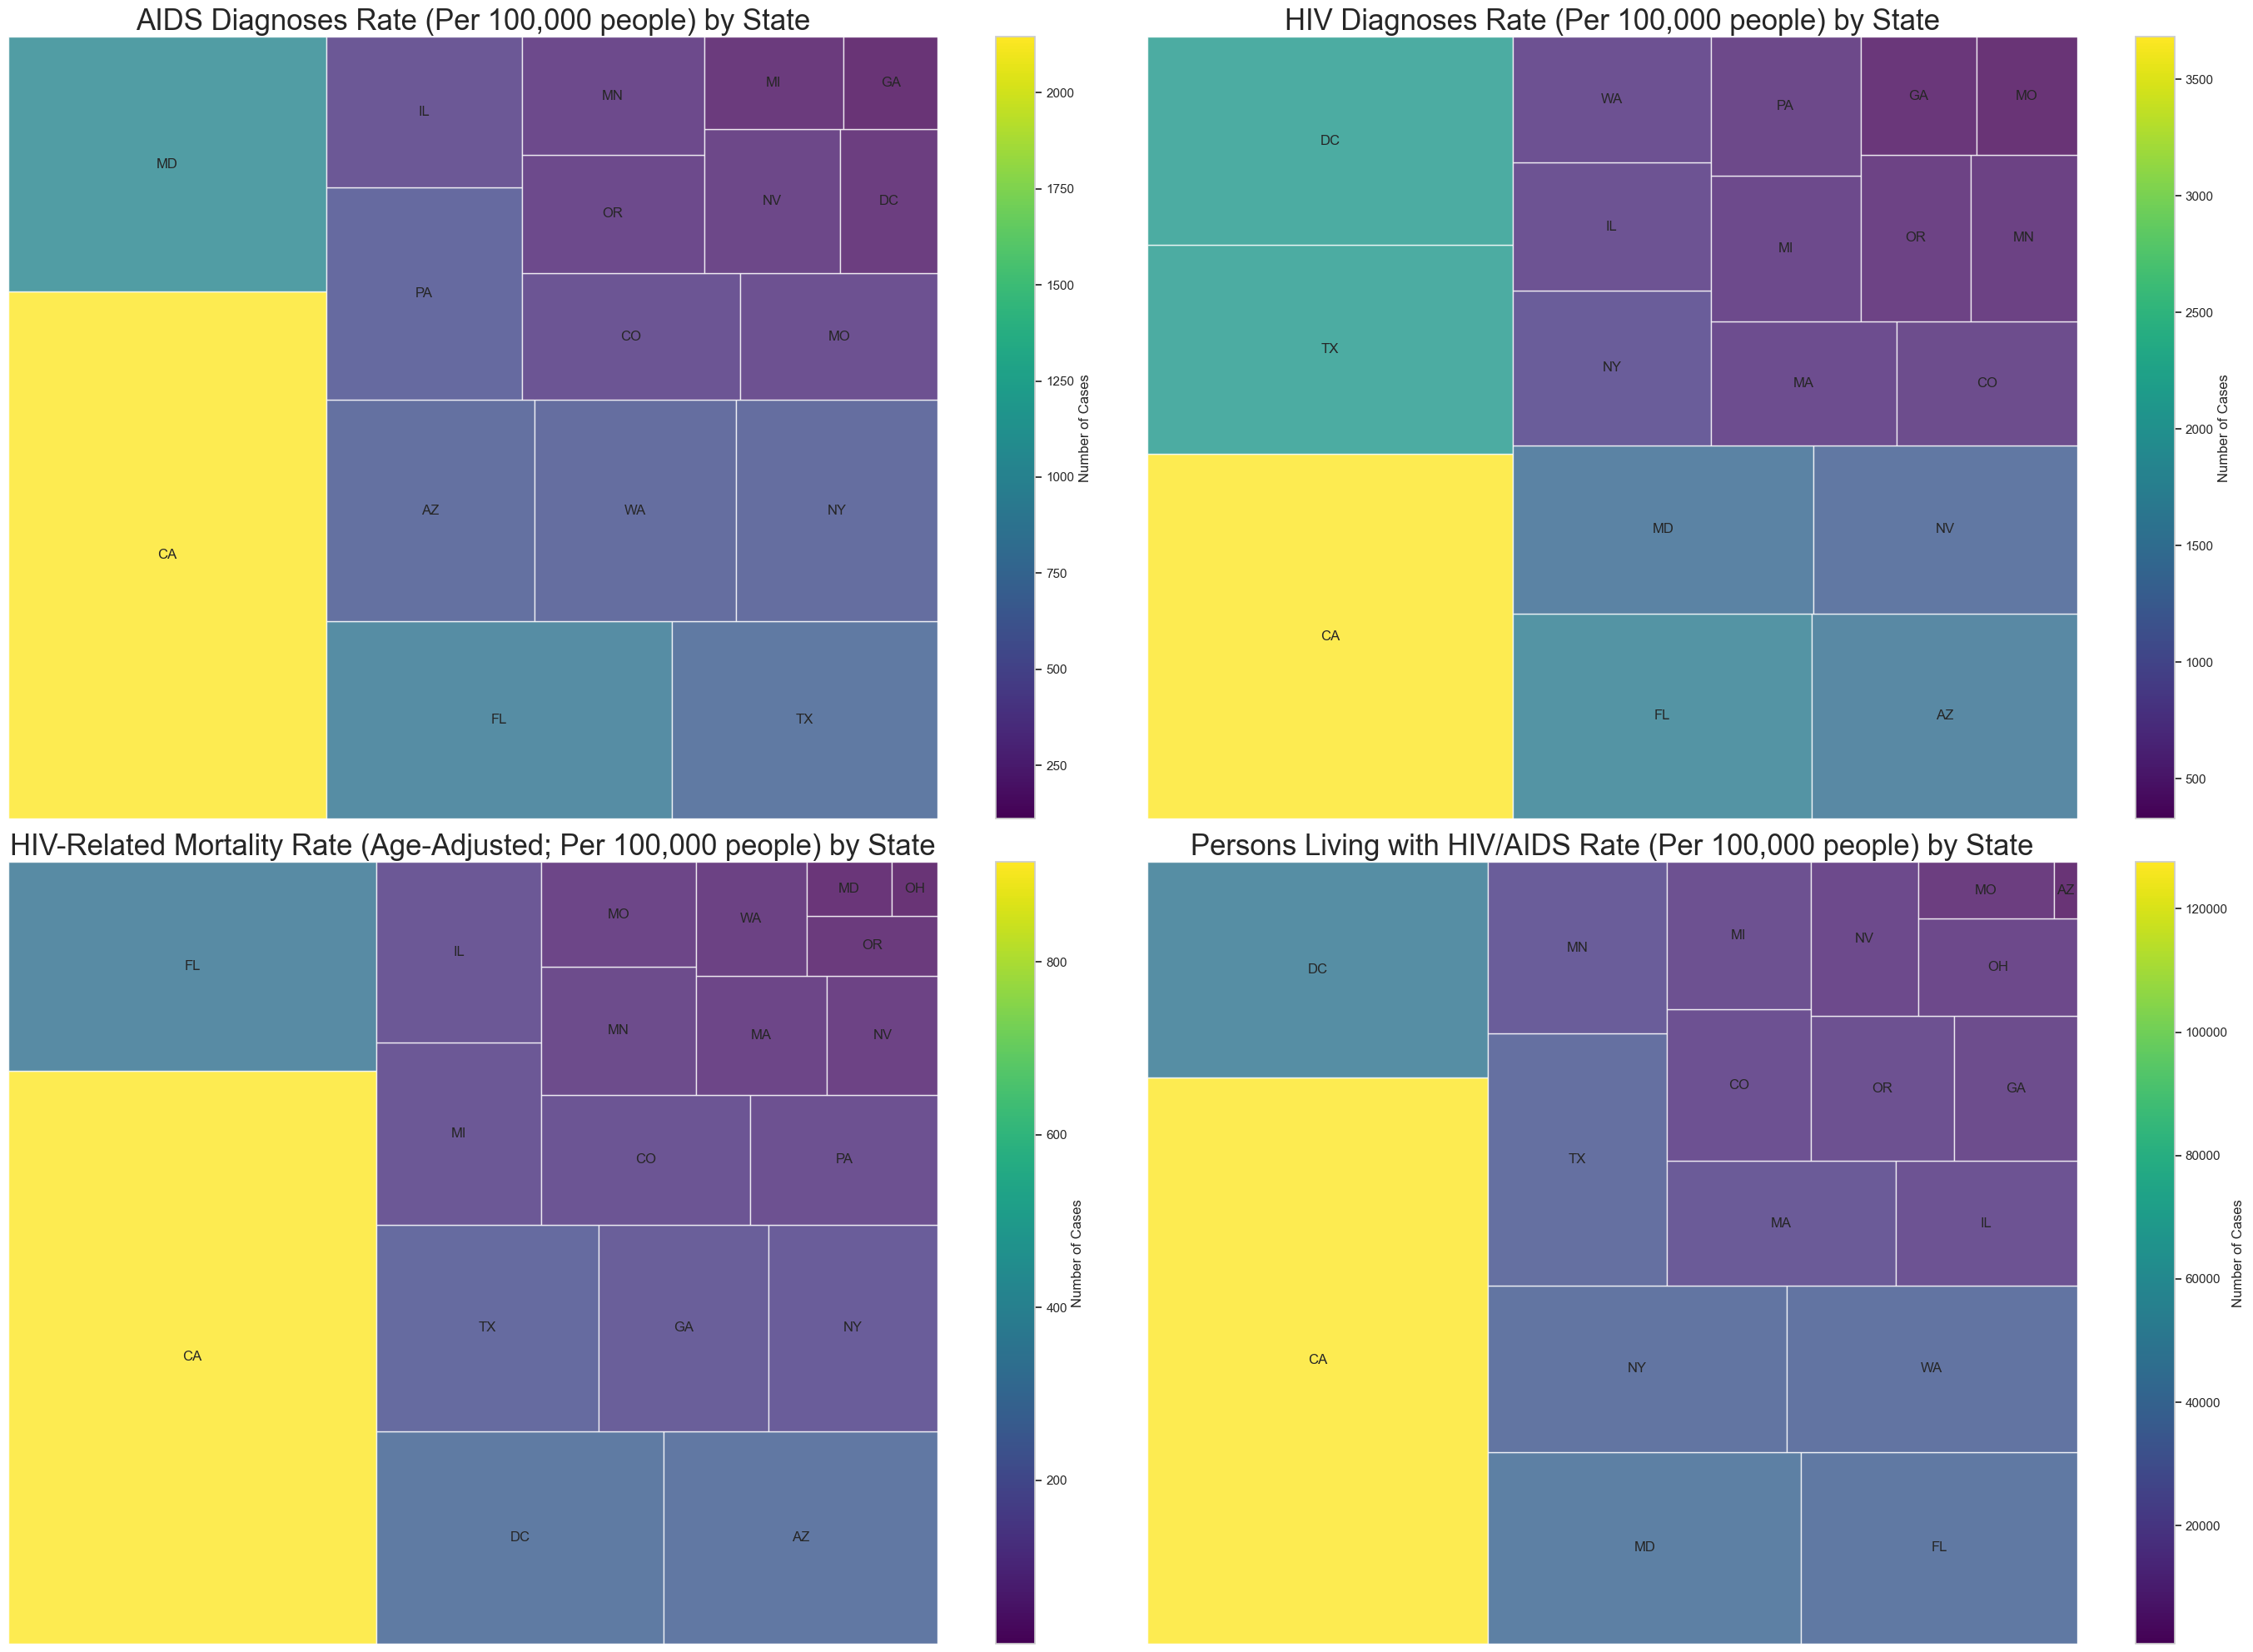 AIDS Diagnoses Rate (Per 100,000 people) by State
MD
IL
MN
MI
GA
OR
NV
DC
PA
CO
MO
CA
AZ
WA
NY
FL
TX
2000
1750
1500
1250
1000
750
500
250
Number of Cases
HIV Diagnoses Rate (Per 100,000 people) by State
DC
WA
PA
GA
MO
IL
MI
OR
MN
TX
NY
MA
CO
CA
MD
NV
FL
AZ
3500
3000
2500
2000
1500
1000
500
Number of Cases
HIV-Related Mortality Rate (Age-Adjusted; Per 100,000 people) by State
FL
IL
MO
WA
MD
OH
OR
MN
MA
NV
MI
CO
PA
CA
TX
GA
NY
DC
AZ
800
600
400
200
Number of Cases
Persons Living with HIV/AIDS Rate (Per 100,000 people) by State
DC
MN
MI
NV
MO
AZ
OH
CO
OR
GA
TX
MA
IL
CA
NY
WA
MD
FL
120000
100000
80000
60000
40000
20000
Number of Cases